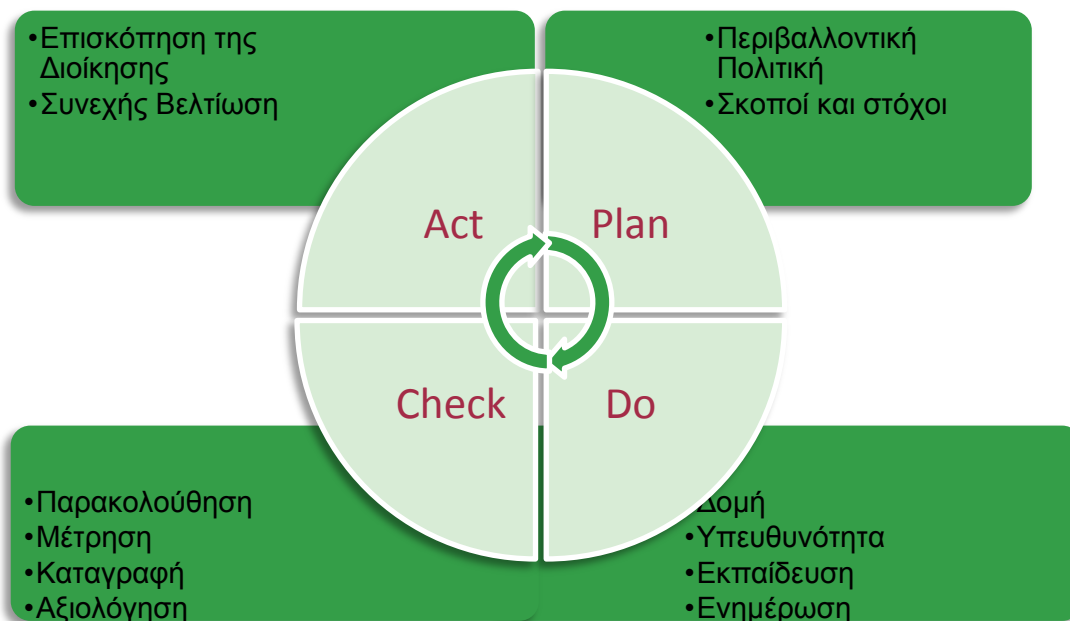 •Επισκόπηση της
Διοίκησης
•Συνεχής Βελτίωση
•Περιβαλλοντική
Πολιτική
•Σκοποί και στόχοι
Act
Plan
Check
Do
•Παρακολούθηση
•Μέτρηση
•Καταγραφή
•Αξιολόγηση
Δομή
•Υπευθυνότητα
•Εκπαίδευση
•Ενημέρωση